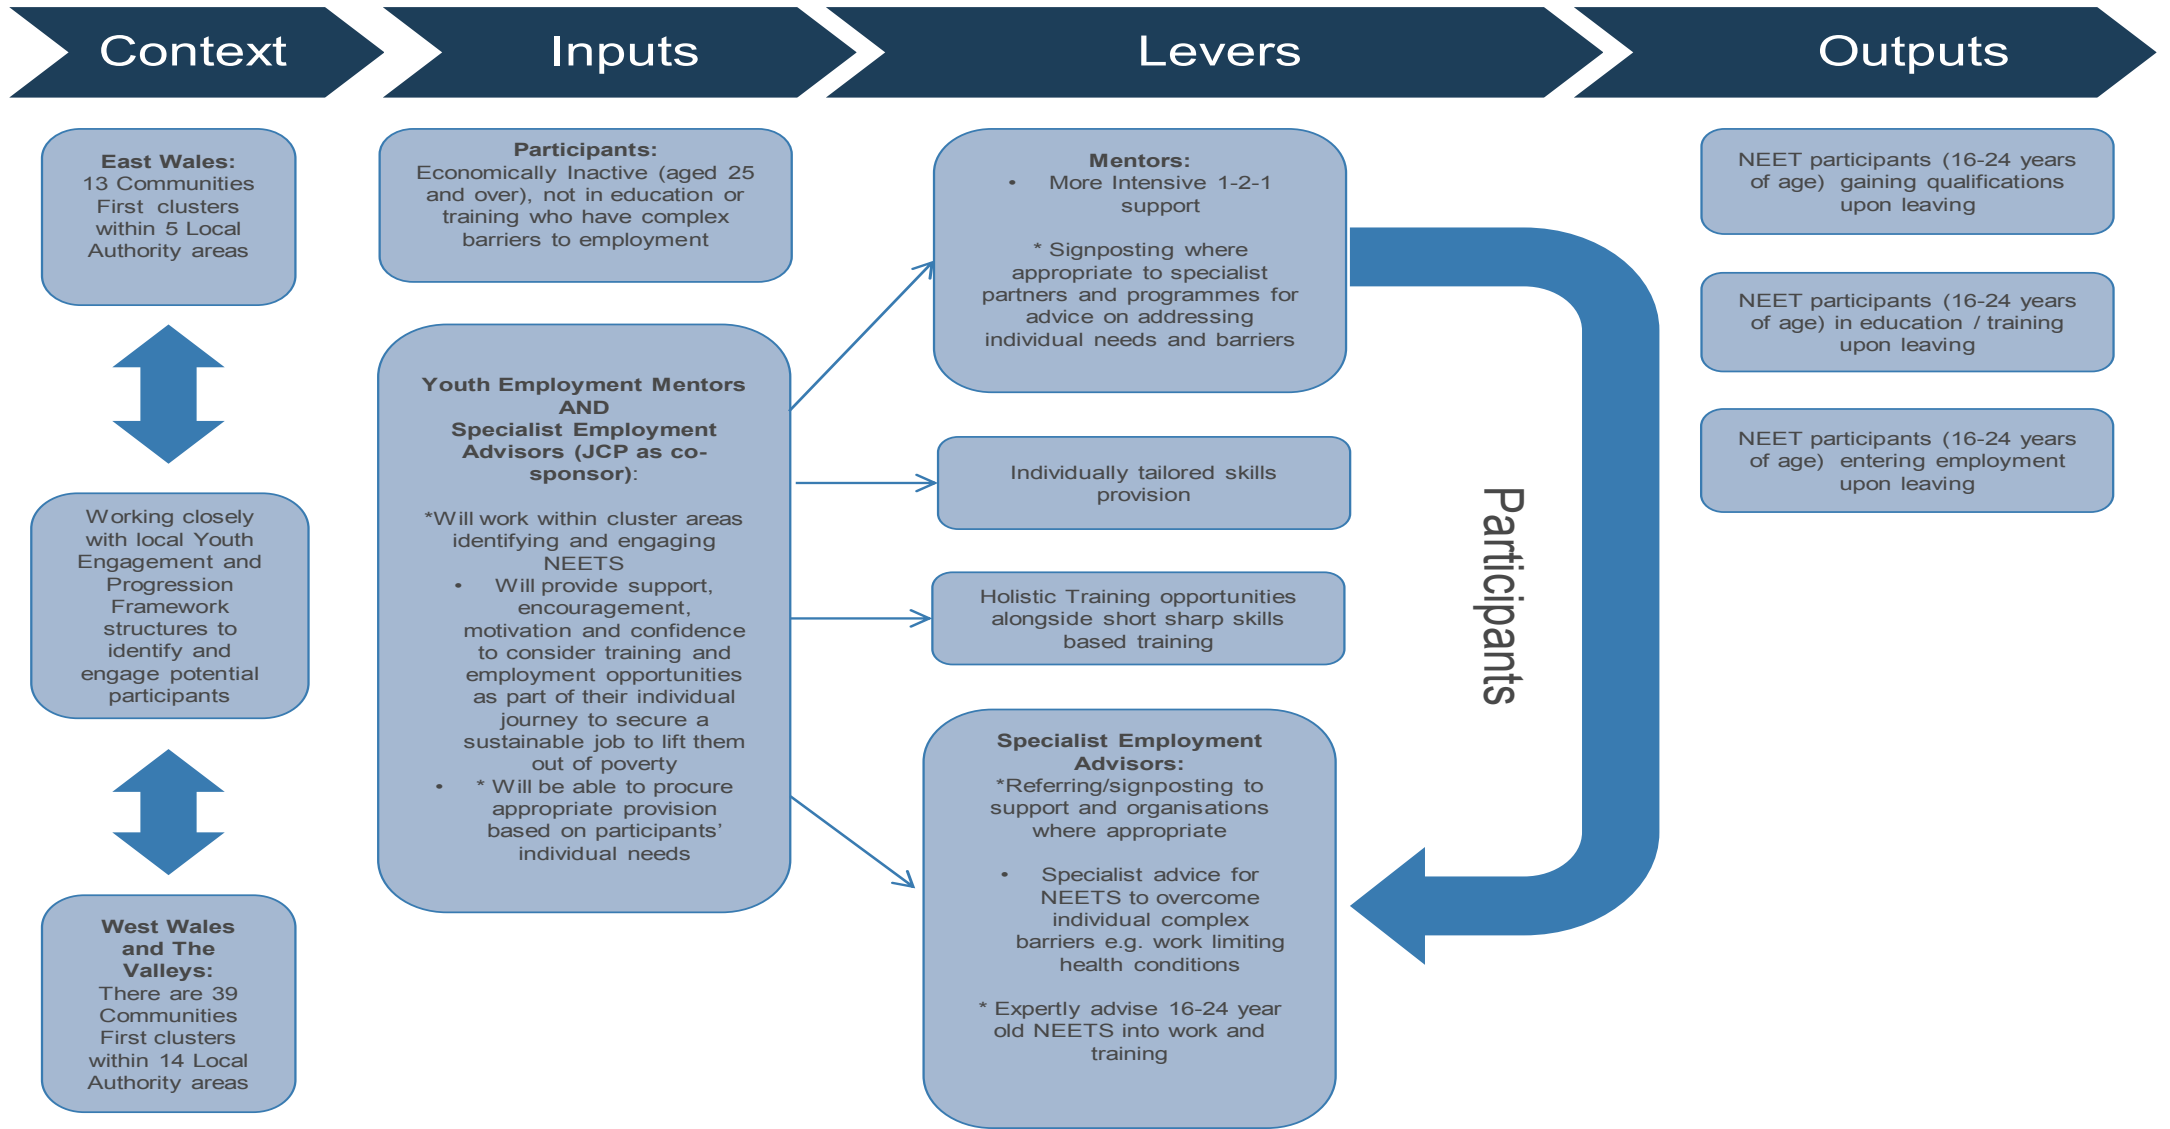 Context
Inputs
Levers
Outputs
East Wales:
13 Communities
First clusters
within 5 Local
Authority areas
Working closely
with local Youth
Engagement and
Progression
Framework
structures to
identify and
engage potential
participants
West Wales
and The
Valleys:
There are 39
Communities
First clusters
within 14 Local
Authority areas
Participants:
Economically Inactive (aged 25
and over), not in education or
training who have complex
barriers to employment
Youth Employment Mentors
AND
Specialist Employment
Advisors (JCP as co-
sponsor):
*Will work within cluster areas
identifying and engaging
NEETS
• Will provide support,
encouragement,
motivation and confidence
to consider training and
employment opportunities
as part of their individual
journey to secure a
sustainable job to lift them
out of poverty
• * Will be able to procure
appropriate provision
based on participants’
individual needs
Mentors:
• More Intensive 1-2-1
support
* Signposting where
appropriate to specialist
partners and programmes for
advice on addressing
individual needs and barriers
Individually tailored skills
provision
Holistic Training opportunities
alongside short sharp skills
based training
Specialist Employment
Advisors:
*Referring/signposting to
support and organisations
where appropriate
• Specialist advice for
NEETS to overcome
individual complex
barriers e.g. work limiting
health conditions
* Expertly advise 16-24 year
old NEETS into work and
training
Participants
NEET participants (16-24 years
of age) gaining qualifications
upon leaving
NEET participants (16-24 years
of age) in education / training
upon leaving
NEET participants (16-24 years
of age) entering employment
upon leaving